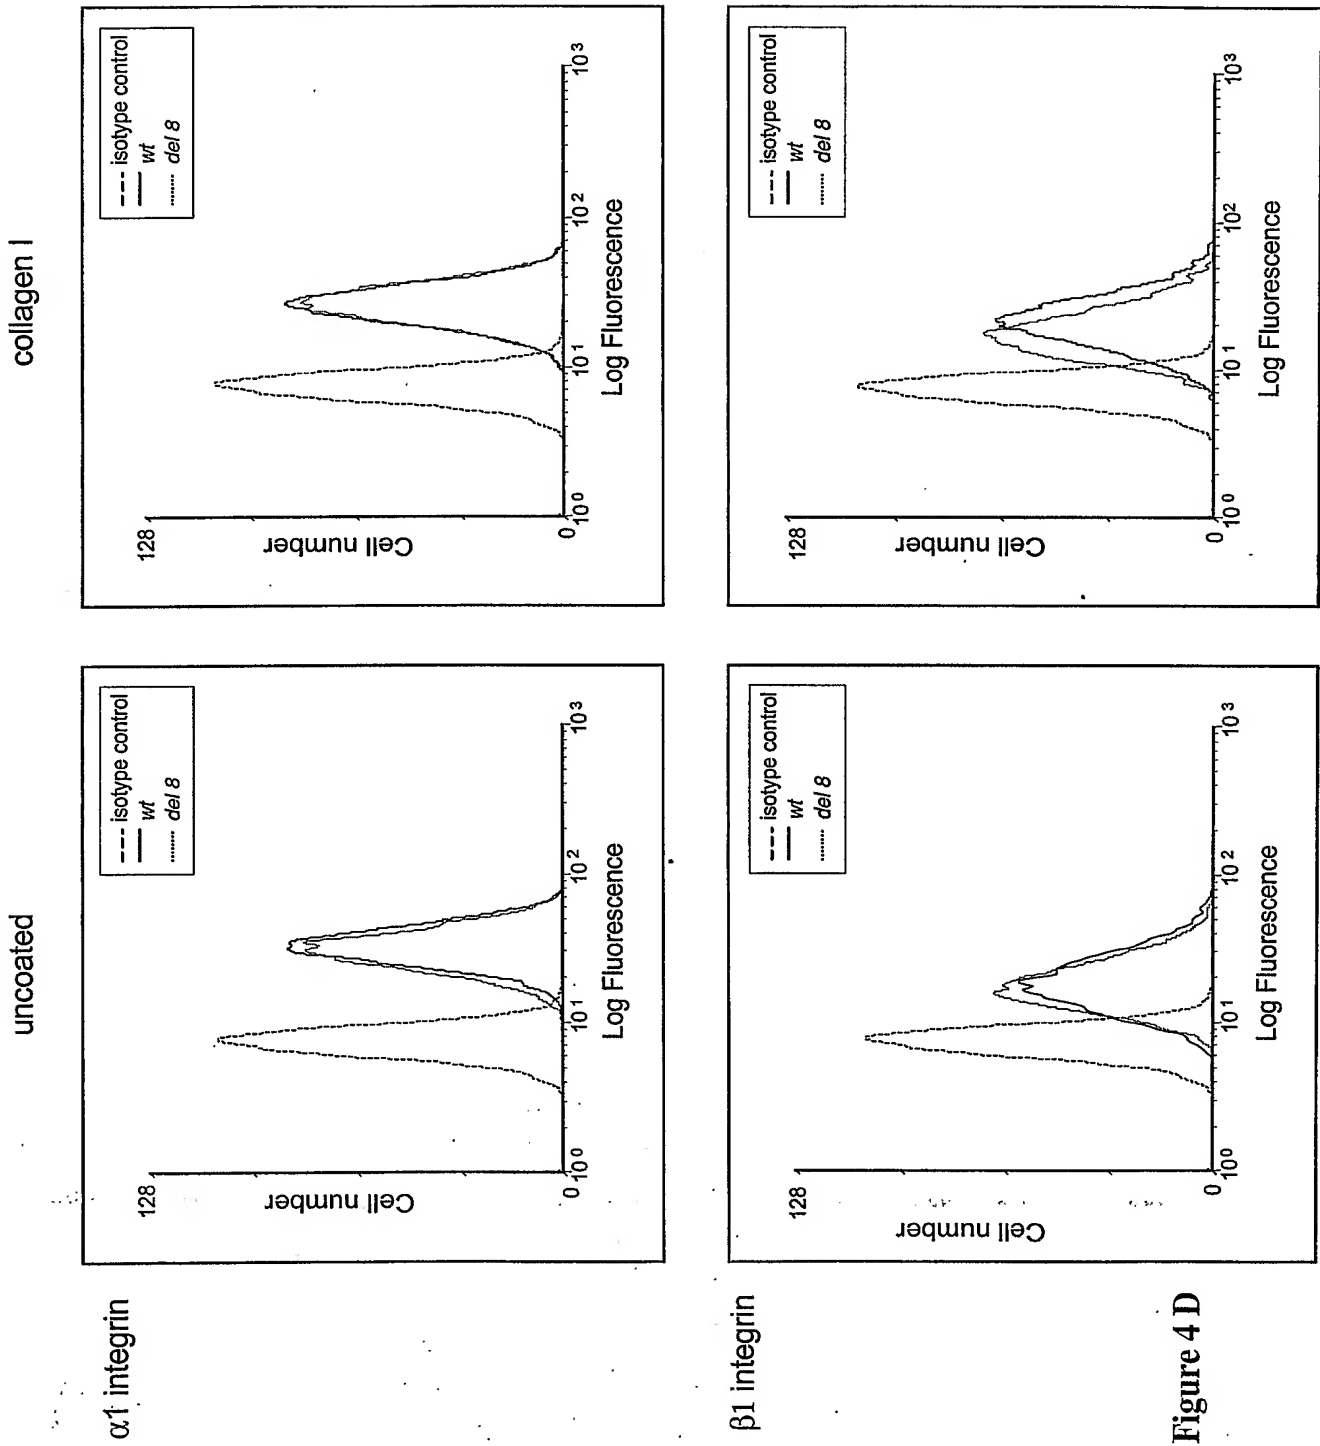 uncoated
collagen I
α1 integrin
128
Cell number
0
10⁰
10¹
10²
10³
Log Fluorescence
isotype control
wt
del 8
128
Cell number
0
10⁰
10¹
10²
10³
Log Fluorescence
isotype control
wt
del 8
β1 integrin
128
Cell number
0
10⁰
10¹
10²
10³
Log Fluorescence
isotype control
wt
del 8
128
Cell number
0
10⁰
10¹
10²
10³
Log Fluorescence
isotype control
wt
del 8
Figure 4 D